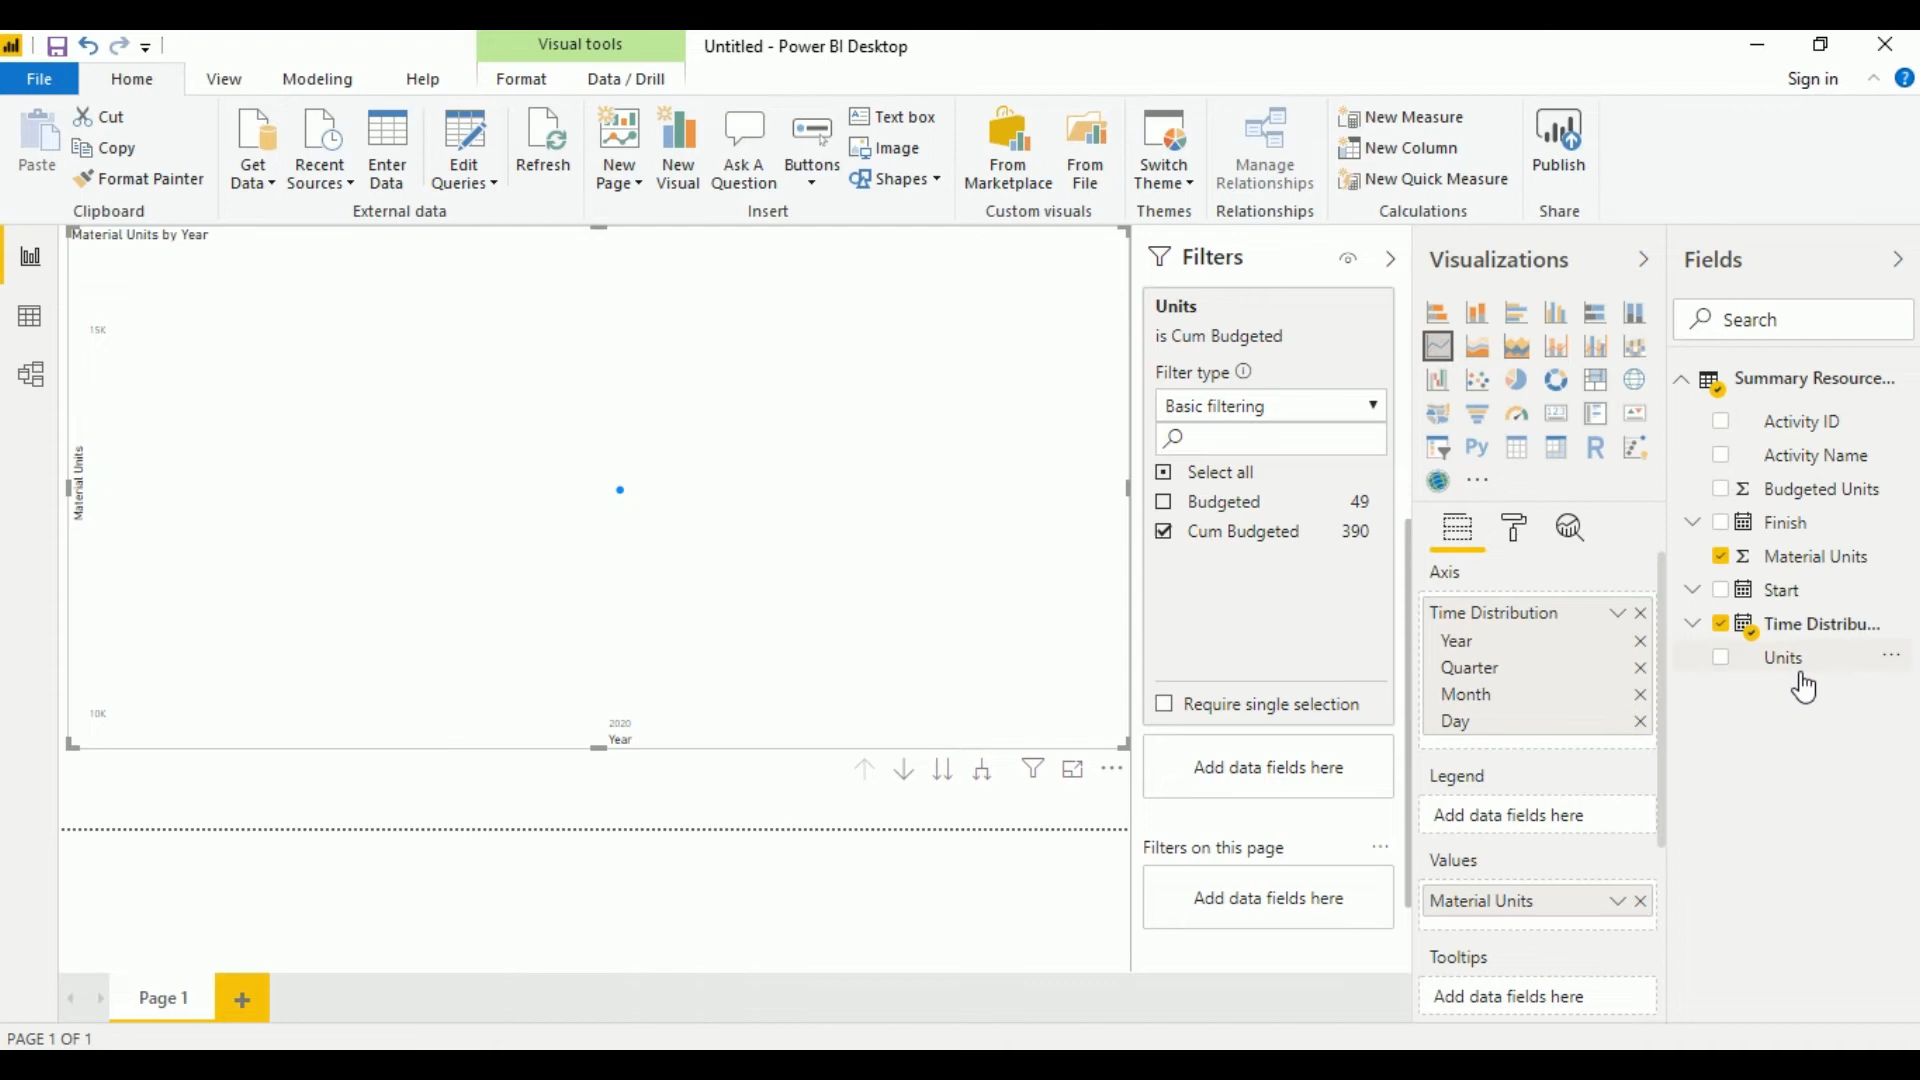 Visual tools
Untitled - Power BI Desktop
File
Home
View
Modeling
Help
Format
Data / Drill
Sign in
?
Paste
Cut
Copy
Format Painter
Clipboard
Get Data
Recent Sources
Enter Data
Edit Queries
Refresh
External data
New Page
New Visual
Ask A Question
Buttons
Text box
Image
Shapes
Insert
From Marketplace
From File
Custom visuals
Switch Theme
Themes
Manage Relationships
Relationships
New Measure
New Column
New Quick Measure
Calculations
Publish
Share
Material Units by Year
15K
Material Units
10K
2020
Year
Filters
Units
is Cum Budgeted
Filter type
Basic filtering
Select all
Budgeted 49
Cum Budgeted 390
Require single selection
Add data fields here
Filters on this page
Add data fields here
Visualizations
123
Py
R
Axis
Time Distribution
Year
Quarter
Month
Day
Legend
Add data fields here
Values
Material Units
Tooltips
Add data fields here
Fields
Search
Summary Resource...
Activity ID
Activity Name
Σ Budgeted Units
Finish
Σ Material Units
Start
Time Distribu...
Units
Page 1
PAGE 1 OF 1